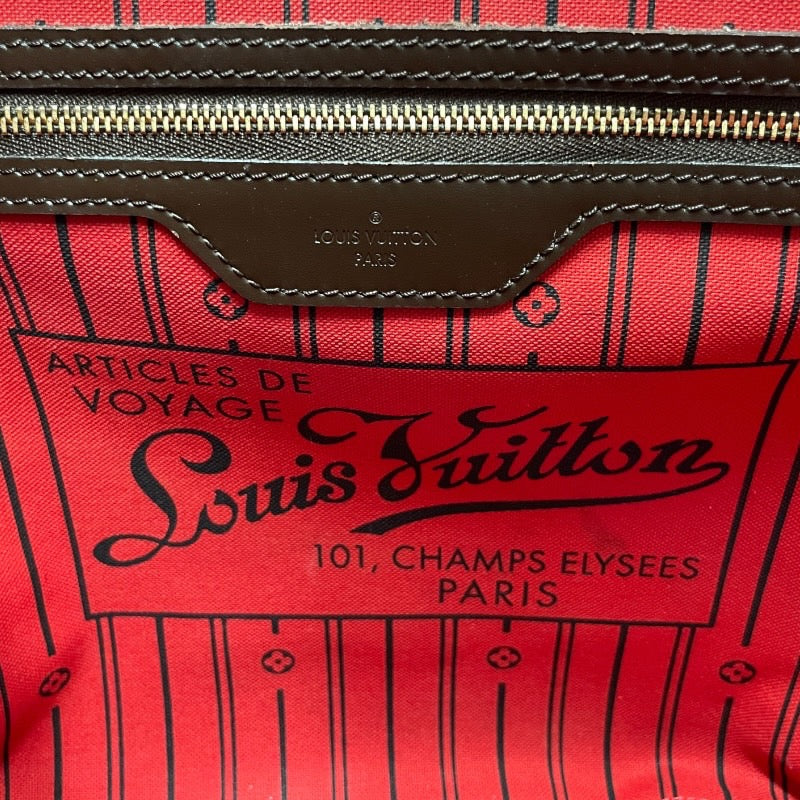 ®
LOUIS VUITTON
PARIS
ARTICLES DE
VOYAGE
Louis Vuitton
101, CHAMPS ELYSEES
PARIS